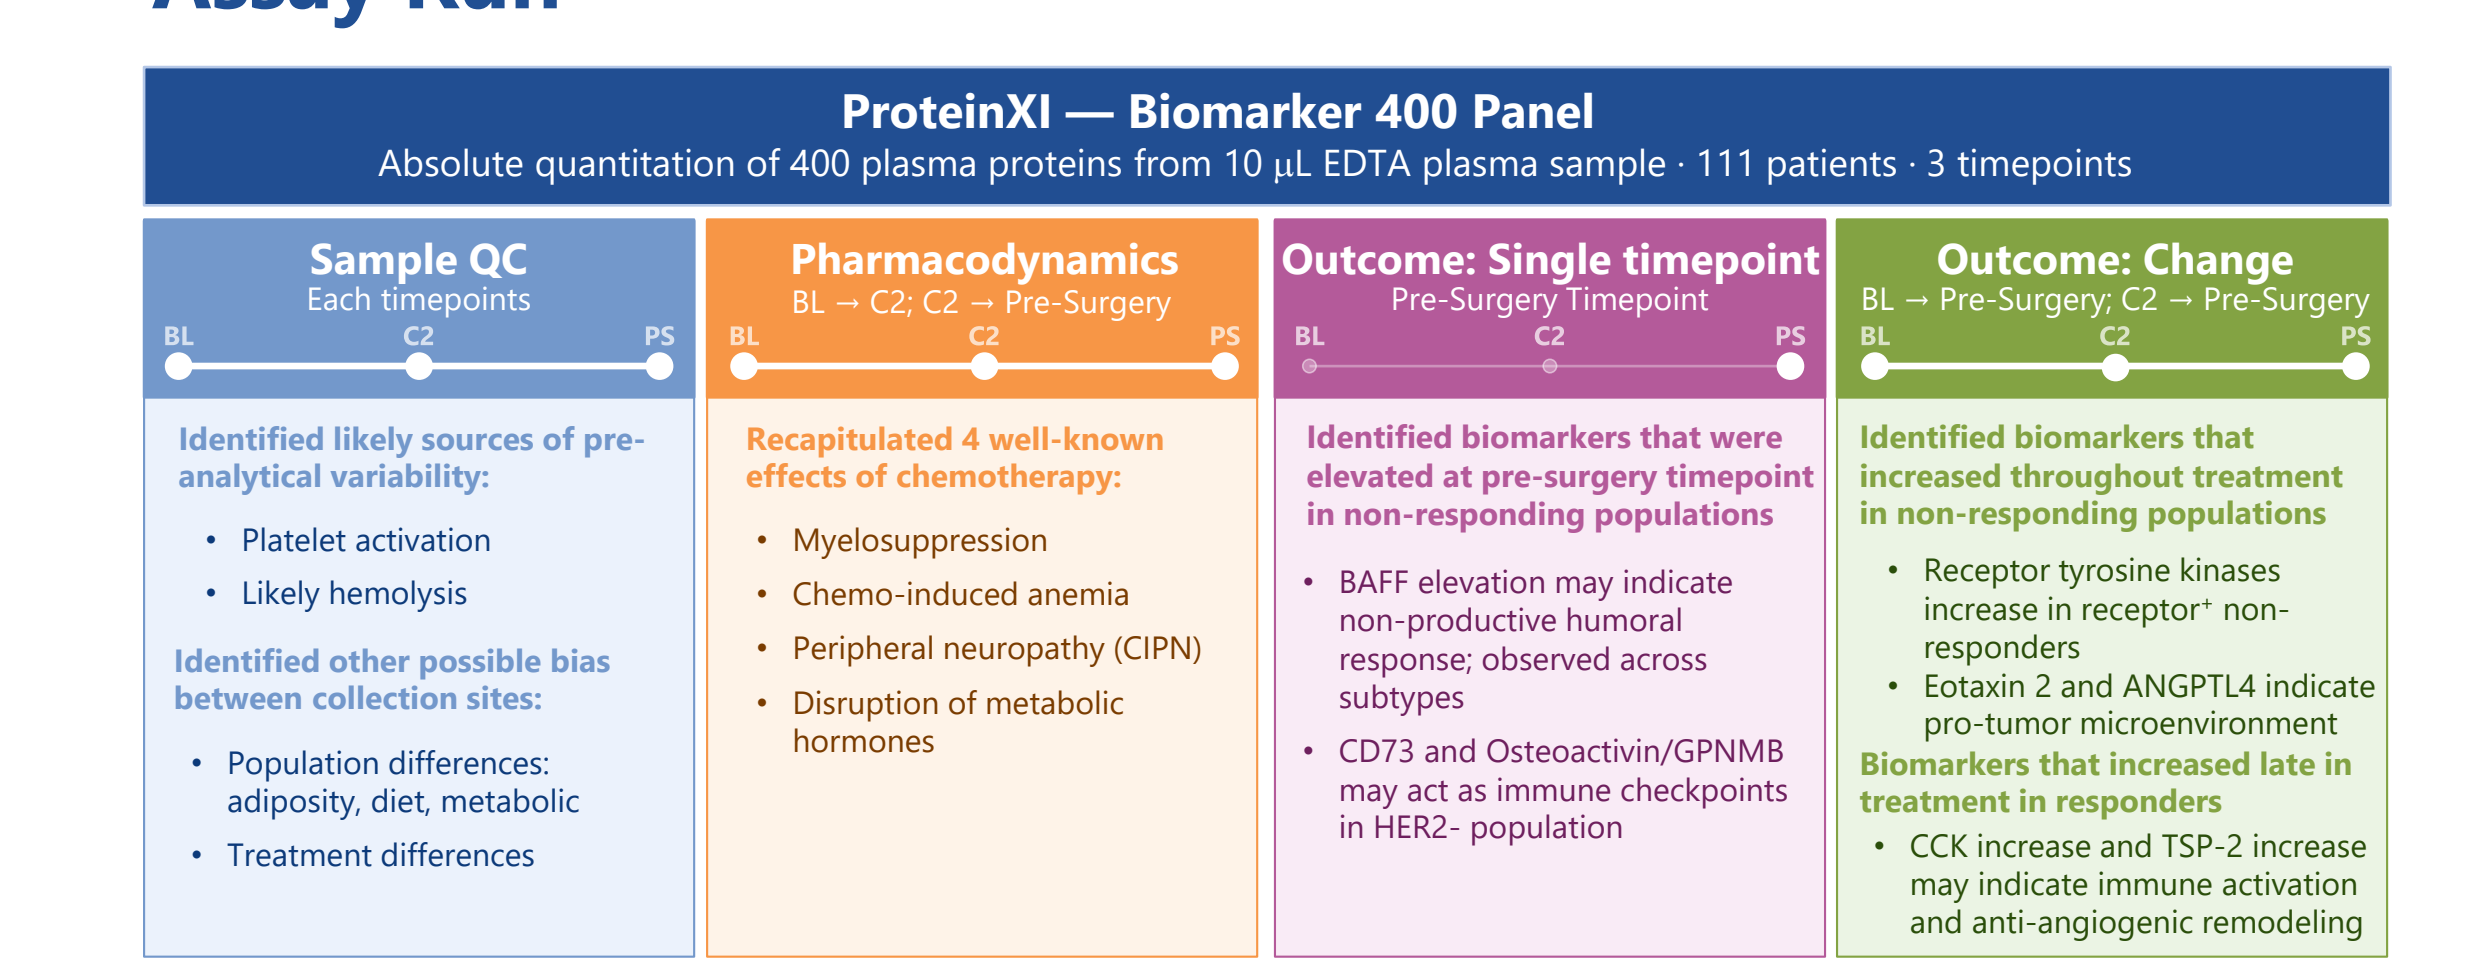 Assay Run
ProteinXI — Biomarker 400 Panel
Absolute quantitation of 400 plasma proteins from 10 µL EDTA plasma sample · 111 patients · 3 timepoints
Sample QC
Each timepoints
BL C2 PS
Identified likely sources of pre-
analytical variability:
• Platelet activation
• Likely hemolysis
Identified other possible bias
between collection sites:
• Population differences:
adiposity, diet, metabolic
• Treatment differences
Pharmacodynamics
BL → C2; C2 → Pre-Surgery
BL C2 PS
Recapitulated 4 well-known
effects of chemotherapy:
• Myelosuppression
• Chemo-induced anemia
• Peripheral neuropathy (CIPN)
• Disruption of metabolic
hormones
Outcome: Single timepoint
Pre-Surgery Timepoint
BL C2 PS
Identified biomarkers that were
elevated at pre-surgery timepoint
in non-responding populations
• BAFF elevation may indicate
non-productive humoral
response; observed across
subtypes
• CD73 and Osteoactivin/GPNMB
may act as immune checkpoints
in HER2- population
Outcome: Change
BL → Pre-Surgery; C2 → Pre-Surgery
BL C2 PS
Identified biomarkers that
increased throughout treatment
in non-responding populations
• Receptor tyrosine kinases
increase in receptor⁺ non-
responders
• Eotaxin 2 and ANGPTL4 indicate
pro-tumor microenvironment
Biomarkers that increased late in
treatment in responders
• CCK increase and TSP-2 increase
may indicate immune activation
and anti-angiogenic remodeling